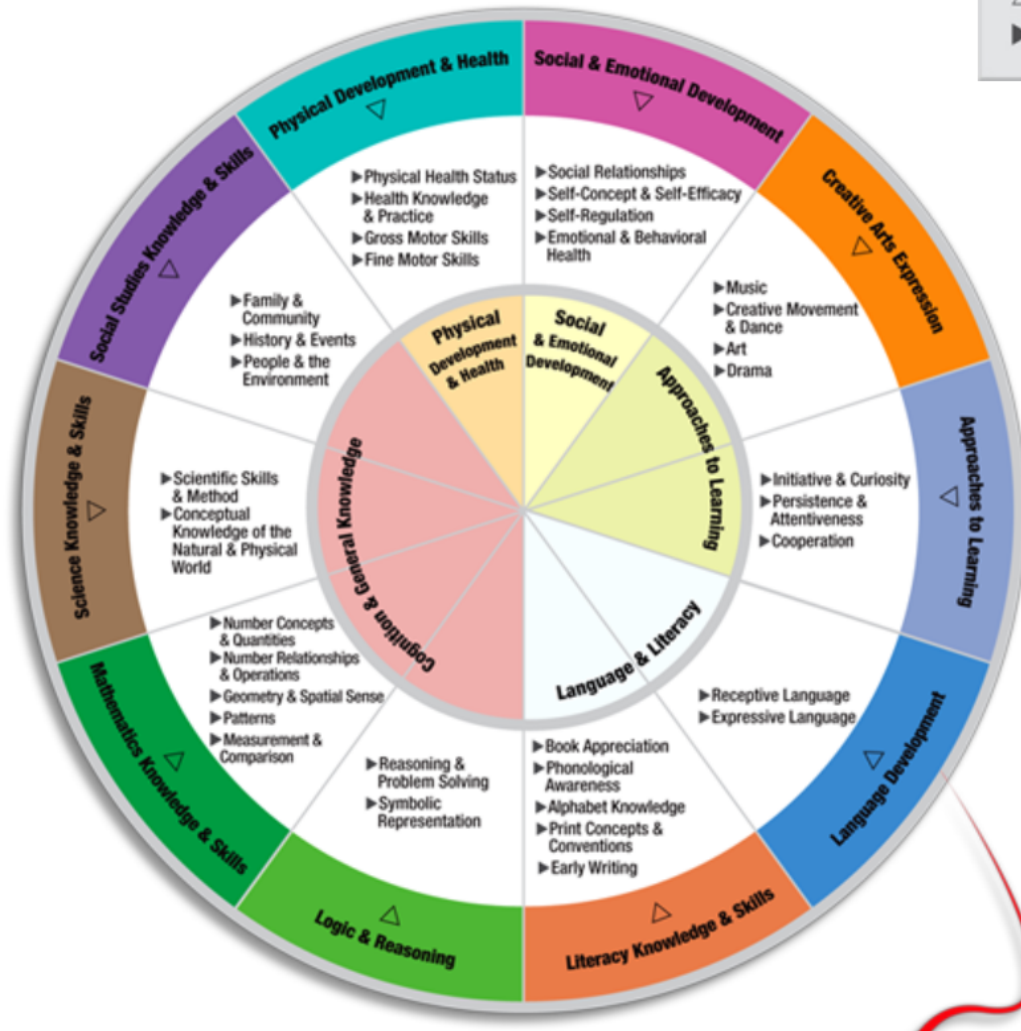 Physical Development & Health
Social & Emotional Development
Creative Arts Expression
Approaches to Learning
Language Development
Literacy Knowledge & Skills
Logic & Reasoning
Mathematics Knowledge & Skills
Science Knowledge & Skills
Social Studies Knowledge & Skills
▶Physical Health Status
▶Health Knowledge
& Practice
▶Gross Motor Skills
▶Fine Motor Skills
▶Social Relationships
▶Self-Concept & Self-Efficacy
▶Self-Regulation
▶Emotional & Behavioral
Health
▶Music
▶Creative Movement
& Dance
▶Art
▶Drama
▶Initiative & Curiosity
▶Persistence &
Attentiveness
▶Cooperation
▶Receptive Language
▶Expressive Language
▶Book Appreciation
▶Phonological
Awareness
▶Alphabet Knowledge
▶Print Concepts &
Conventions
▶Early Writing
▶Reasoning &
Problem Solving
▶Symbolic
Representation
▶Number Concepts
& Quantities
▶Number Relationships
& Operations
▶Geometry & Spatial Sense
▶Patterns
▶Measurement &
Comparison
▶Scientific Skills
& Method
▶Conceptual
Knowledge of the
Natural & Physical
World
▶Family &
Community
▶History & Events
▶People & the
Environment
Physical
Development
& Health
Social
& Emotional
Development
Approaches to Learning
Language & Literacy
Cognition & General Knowledge